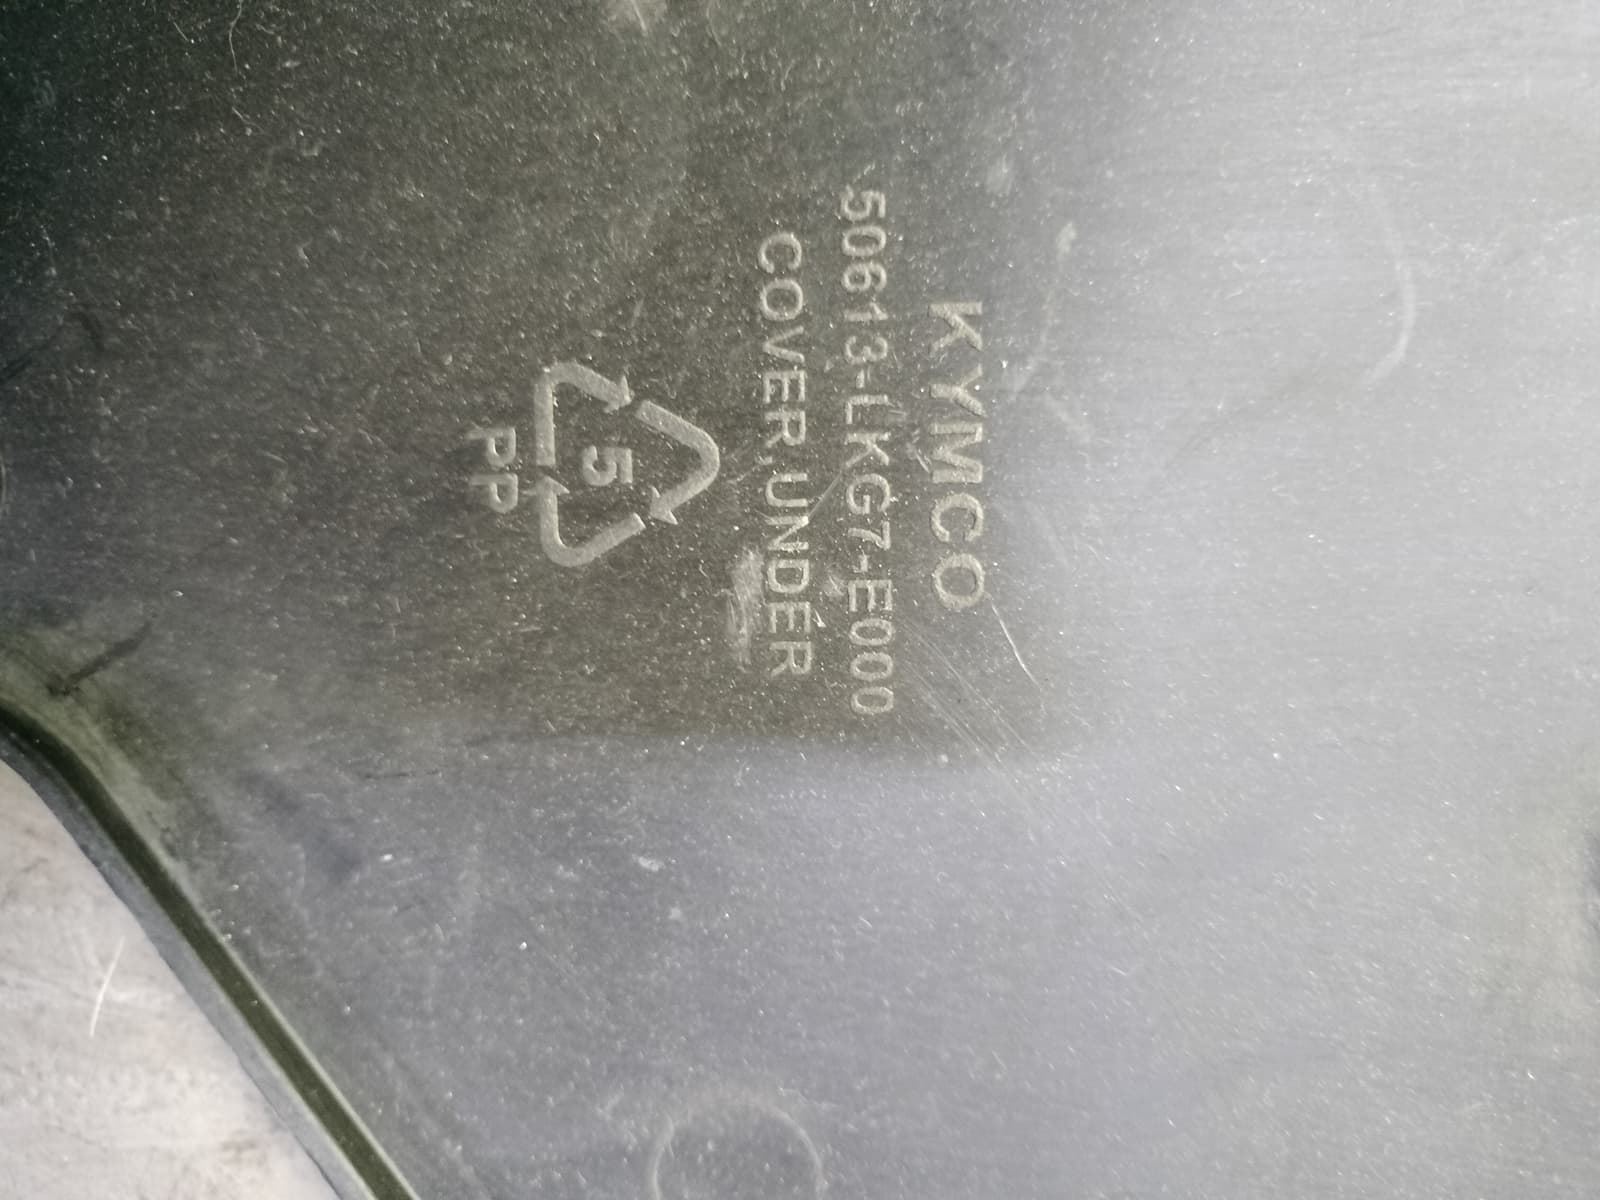 KYMCO
50613-LKG7-E000
COVER,UNDER
5
PP